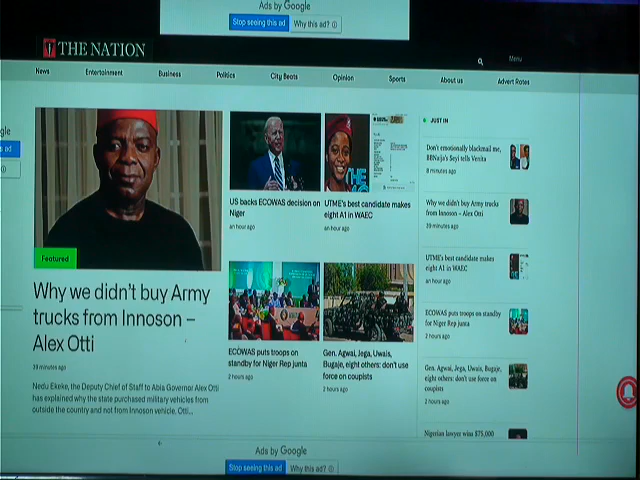 Ads by Google
Stop seeing this ad
Why this ad?
THE NATION
Menu
News
Entertainment
Business
Politics
City Beats
Opinion
Sports
About us
Advert Rates
gle
s ad
Featured
Why we didn't buy Army
trucks from Innoson –
Alex Otti
39 minutes ago
Nedu Ekeke, the Deputy Chief of Staff to Abia Governor Alex Otti
has explained why the state purchased military vehicles from
outside the country and not from Innoson vehicle. Otti...
US backs ECOWAS decision on
Niger
an hour ago
THE
UTME's best candidate makes
eight A1 in WAEC
an hour ago
ECOWAS puts troops on
standby for Niger Rep junta
2 hours ago
Gen. Agwai, Jega, Uwais,
Bugaje, eight others: don't use
force on coupists
2 hours ago
JUST IN
Don't emotionally blackmail me,
BBNaija's Seyi tells Venita
8 minutes ago
Why we didn't buy Army trucks
from Innoson – Alex Otti
39 minutes ago
UTME's best candidate makes
eight A1 in WAEC
an hour ago
ECOWAS puts troops on standby
for Niger Rep junta
2 hours ago
Gen. Agwai, Jega, Uwais, Bugaje,
eight others: don't use force on
coupists
2 hours ago
Nigerian lawyer wins $75,000
Ads by Google
Stop seeing this ad
Why this ad?